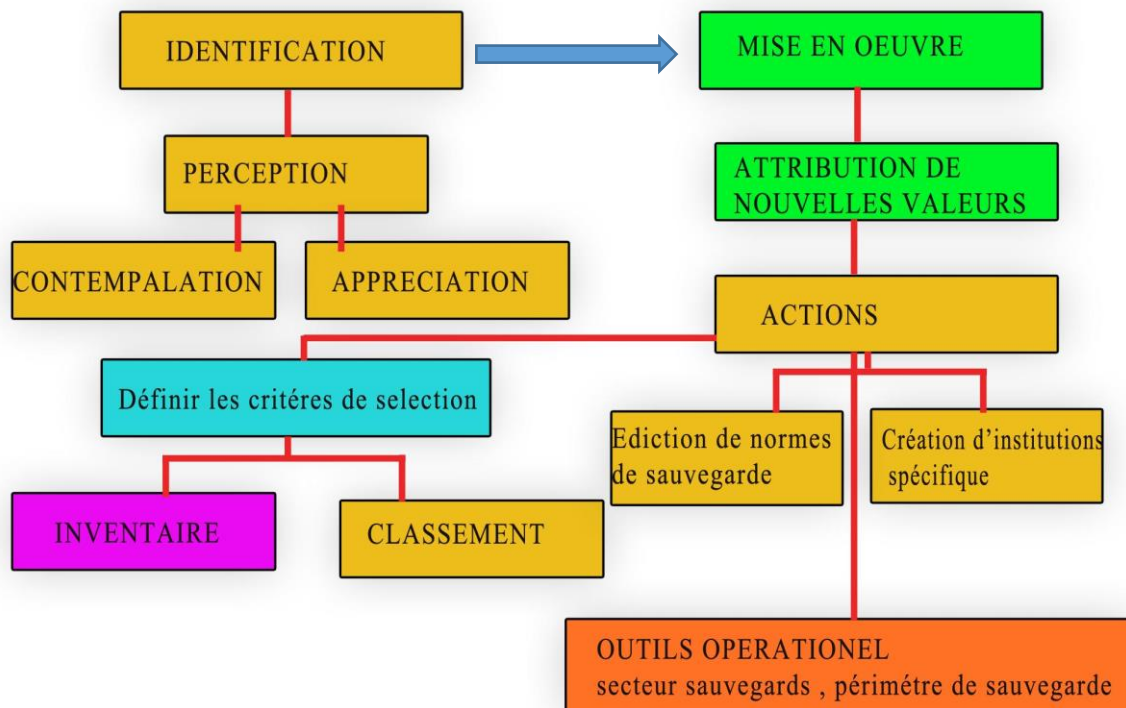 IDENTIFICATION
MISE EN OEUVRE
PERCEPTION
ATTRIBUTION DE
NOUVELLES VALEURS
CONTEMPALATION
APPRECIATION
ACTIONS
Définir les critéres de selection
Ediction de normes
de sauvegarde
Création d'institutions
spécifique
INVENTAIRE
CLASSEMENT
OUTILS OPERATIONEL
secteur sauvegards , périmétre de sauvegarde